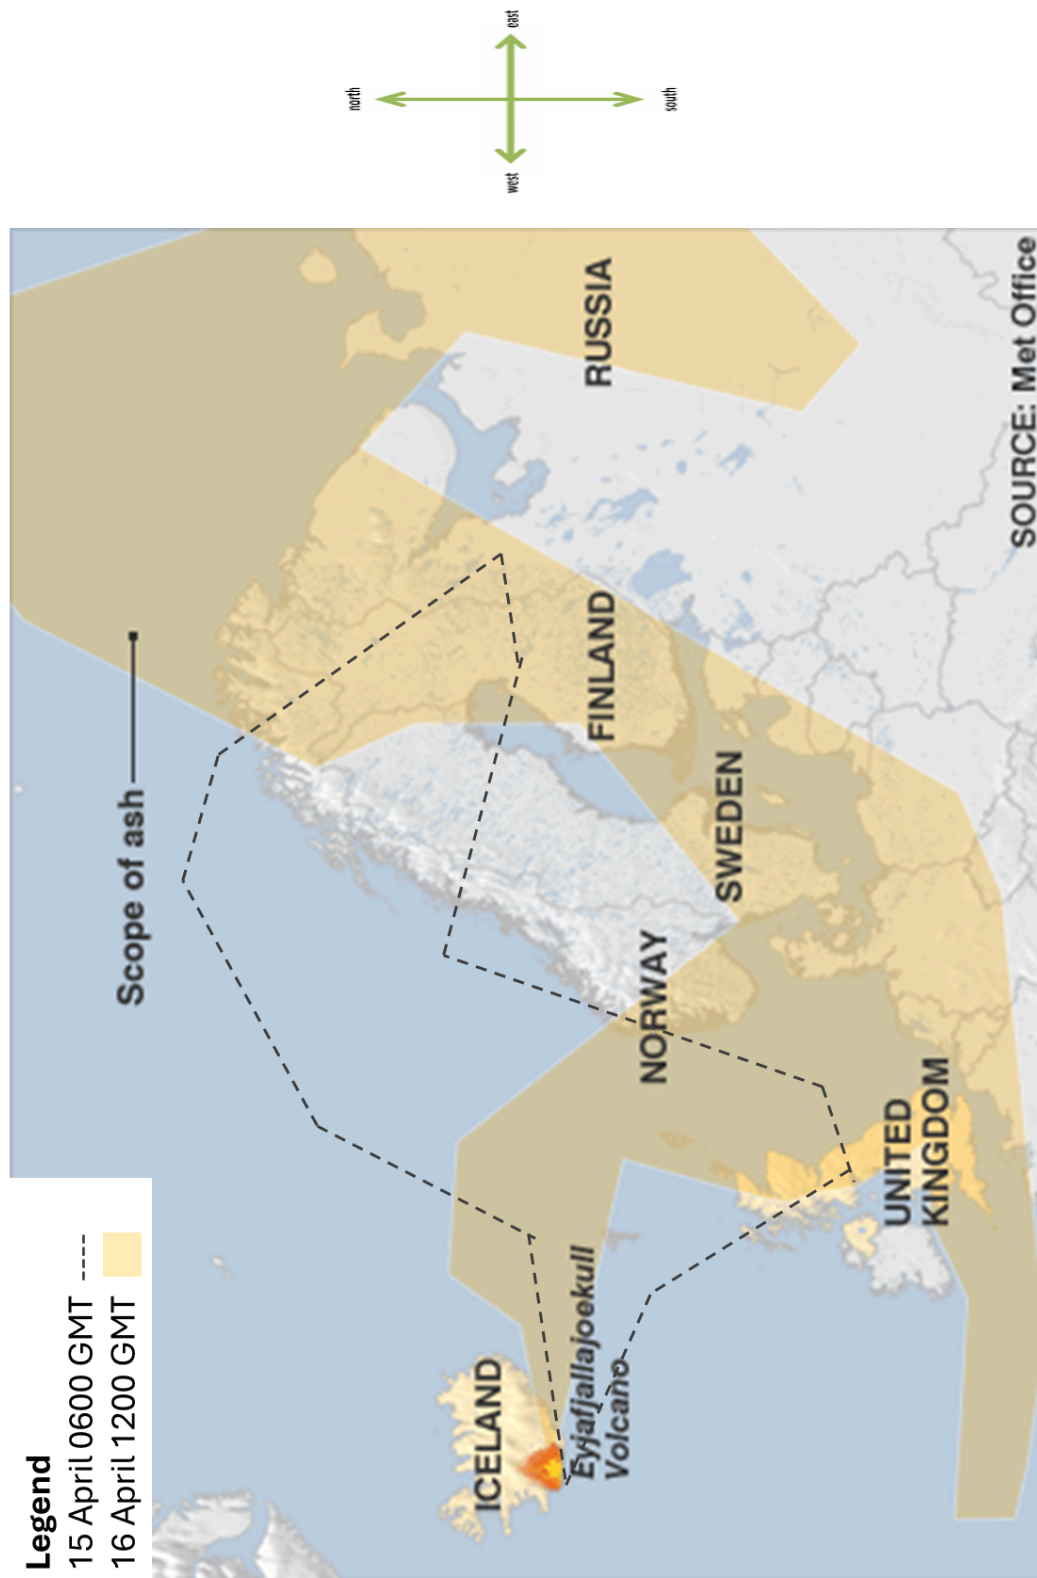 Legend
15 April 0600 GMT
16 April 1200 GMT
Scope of ash
ICELAND
Eyjafjallajoekull
Volcano
NORWAY
SWEDEN
FINLAND
RUSSIA
UNITED
KINGDOM
SOURCE: Met Office
north
west
east
south